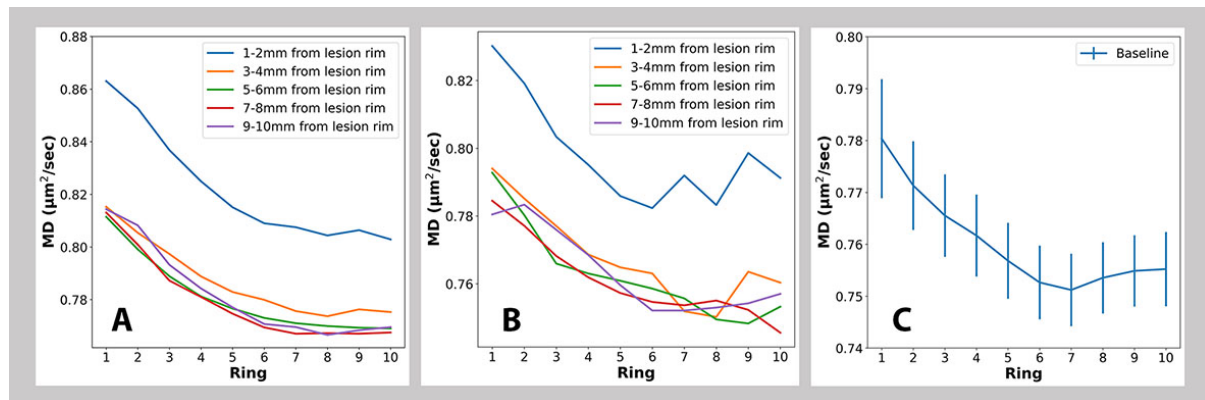 0.88
0.86
0.84
0.82
0.80
0.78
MD (μm²/sec)
1-2mm from lesion rim
3-4mm from lesion rim
5-6mm from lesion rim
7-8mm from lesion rim
9-10mm from lesion rim
A
1 2 3 4 5 6 7 8 9 10
Ring
0.82
0.80
0.78
0.76
MD (μm²/sec)
1-2mm from lesion rim
3-4mm from lesion rim
5-6mm from lesion rim
7-8mm from lesion rim
9-10mm from lesion rim
B
1 2 3 4 5 6 7 8 9 10
Ring
0.80
0.79
0.78
0.77
0.76
0.75
0.74
MD (μm²/sec)
Baseline
C
1 2 3 4 5 6 7 8 9 10
Ring